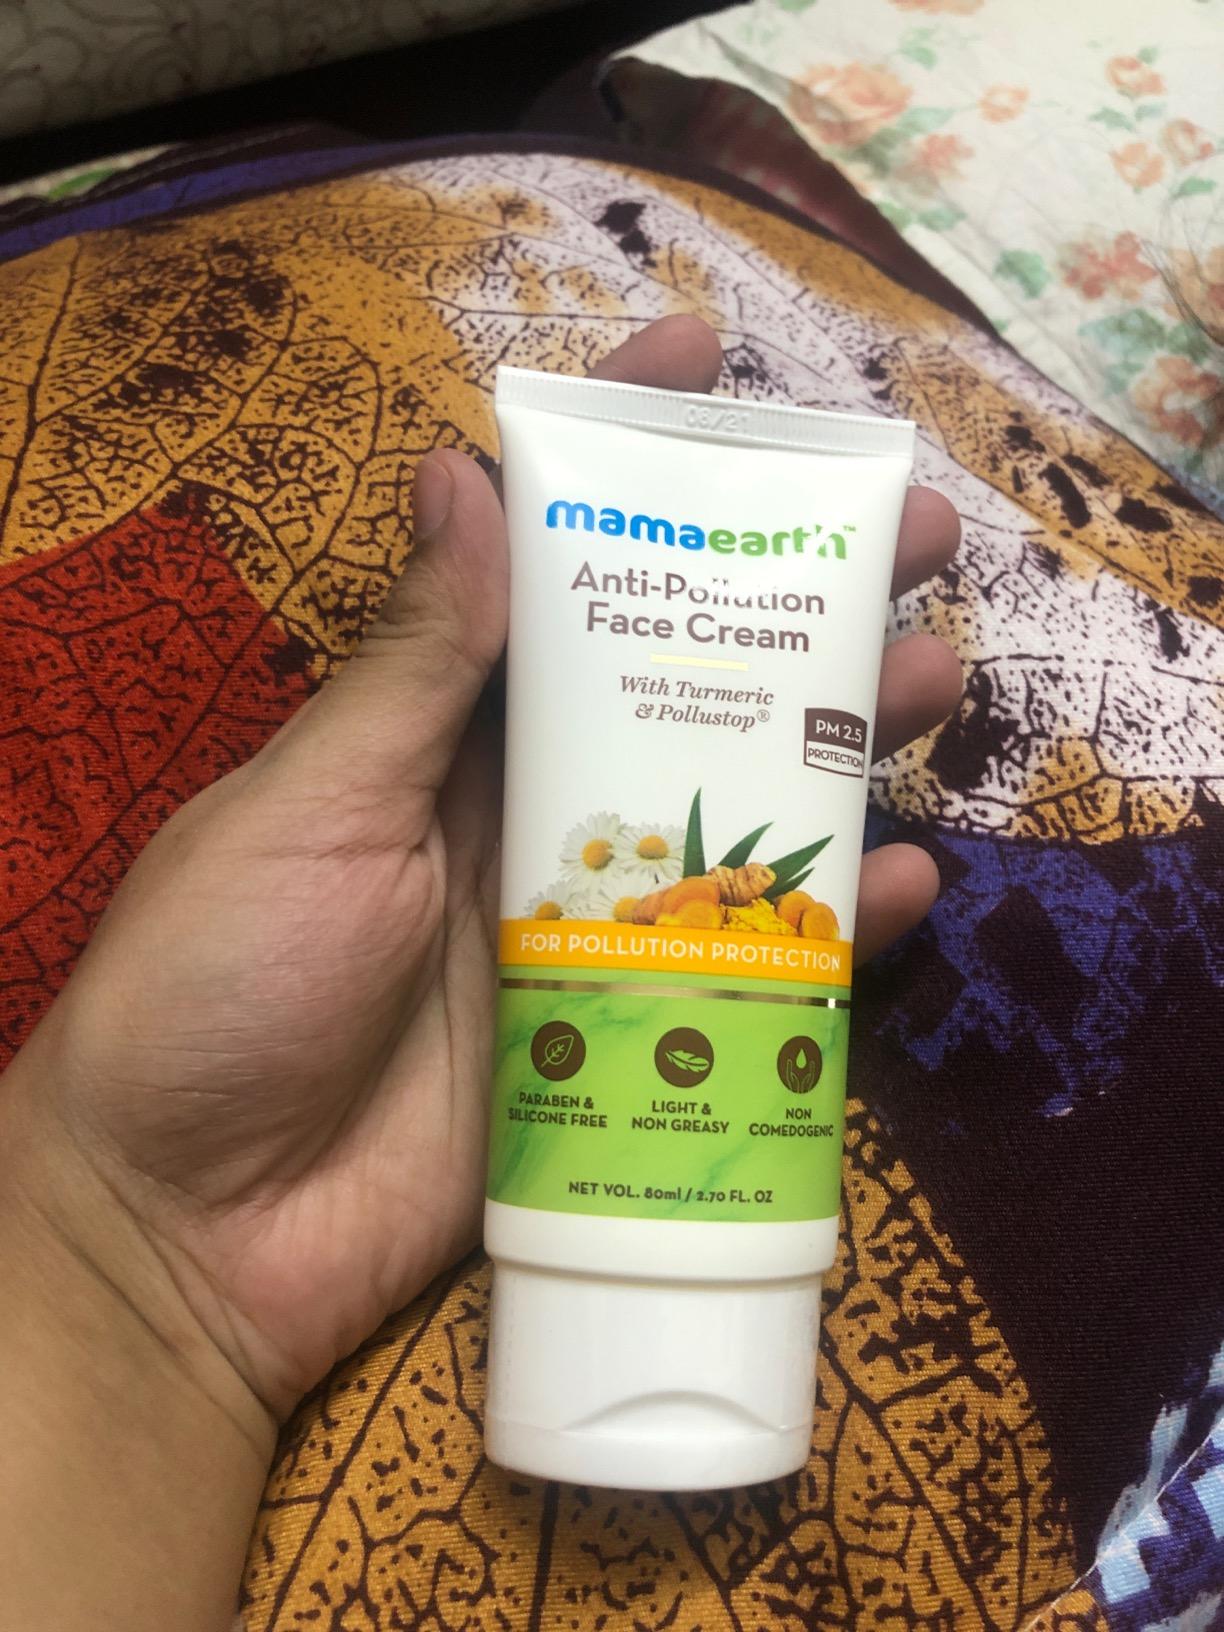 08/21
mamaearth™
Anti-Pollution
Face Cream
With Turmeric
& Pollustop®
PM 2.5
PROTECTION
FOR POLLUTION PROTECTION
PARABEN &
SILICONE FREE
LIGHT &
NON GREASY
NON
COMEDOGENIC
NET VOL. 80ml / 2.70 FL. OZ